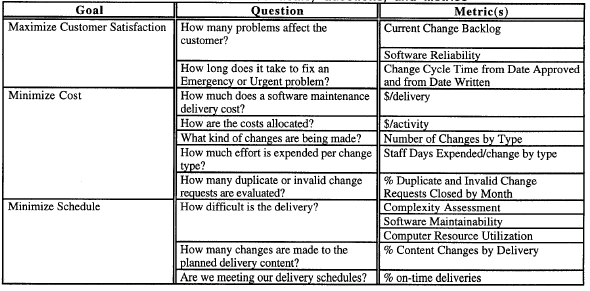 Goal Question Metric(s)
Maximize Customer Satisfaction How many problems affect the Current Change Backlog
customer?
Software Reliability
How long does it take to fix an Change Cycle Time from Date Approved
Emergency or Urgent problem? and from Date Written
Minimize Cost How much does a software maintenance $/delivery
delivery cost?
How are the costs allocated? $/activity
What kind of changes are being made? Number of Changes by Type
How much effort is expended per change Staff Days Expended/change by type
type?
How many duplicate or invalid change % Duplicate and Invalid Change
requests are evaluated? Requests Closed by Month
Minimize Schedule How difficult is the delivery? Complexity Assessment
Software Maintainability
Computer Resource Utilization
How many changes are made to the % Content Changes by Delivery
planned delivery content?
Are we meeting our delivery schedules? % on-time deliveries